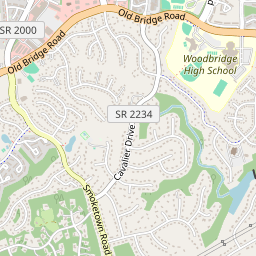 Old Bridge Road
SR 2000
Old Bridge Road
Woodbridge
High School
SR 2234
Cavalier Drive
Smoketown Road